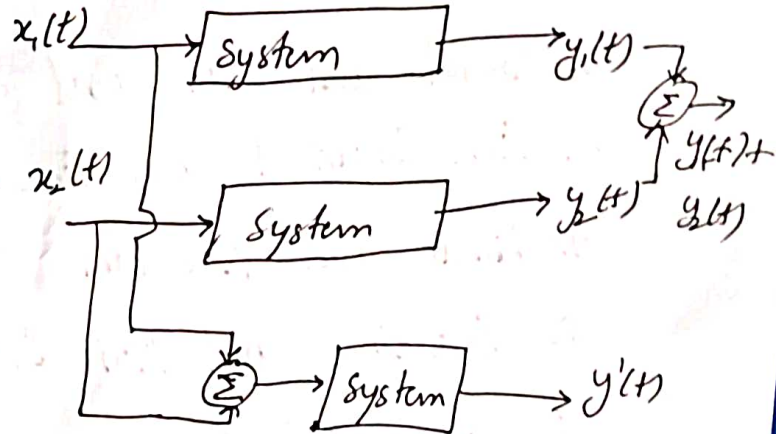 x₁(t)
System
y₁(t)
Σ
y(t)+
y₂(t)
x₂(t)
System
y₂(t)
Σ
System
y'(t)